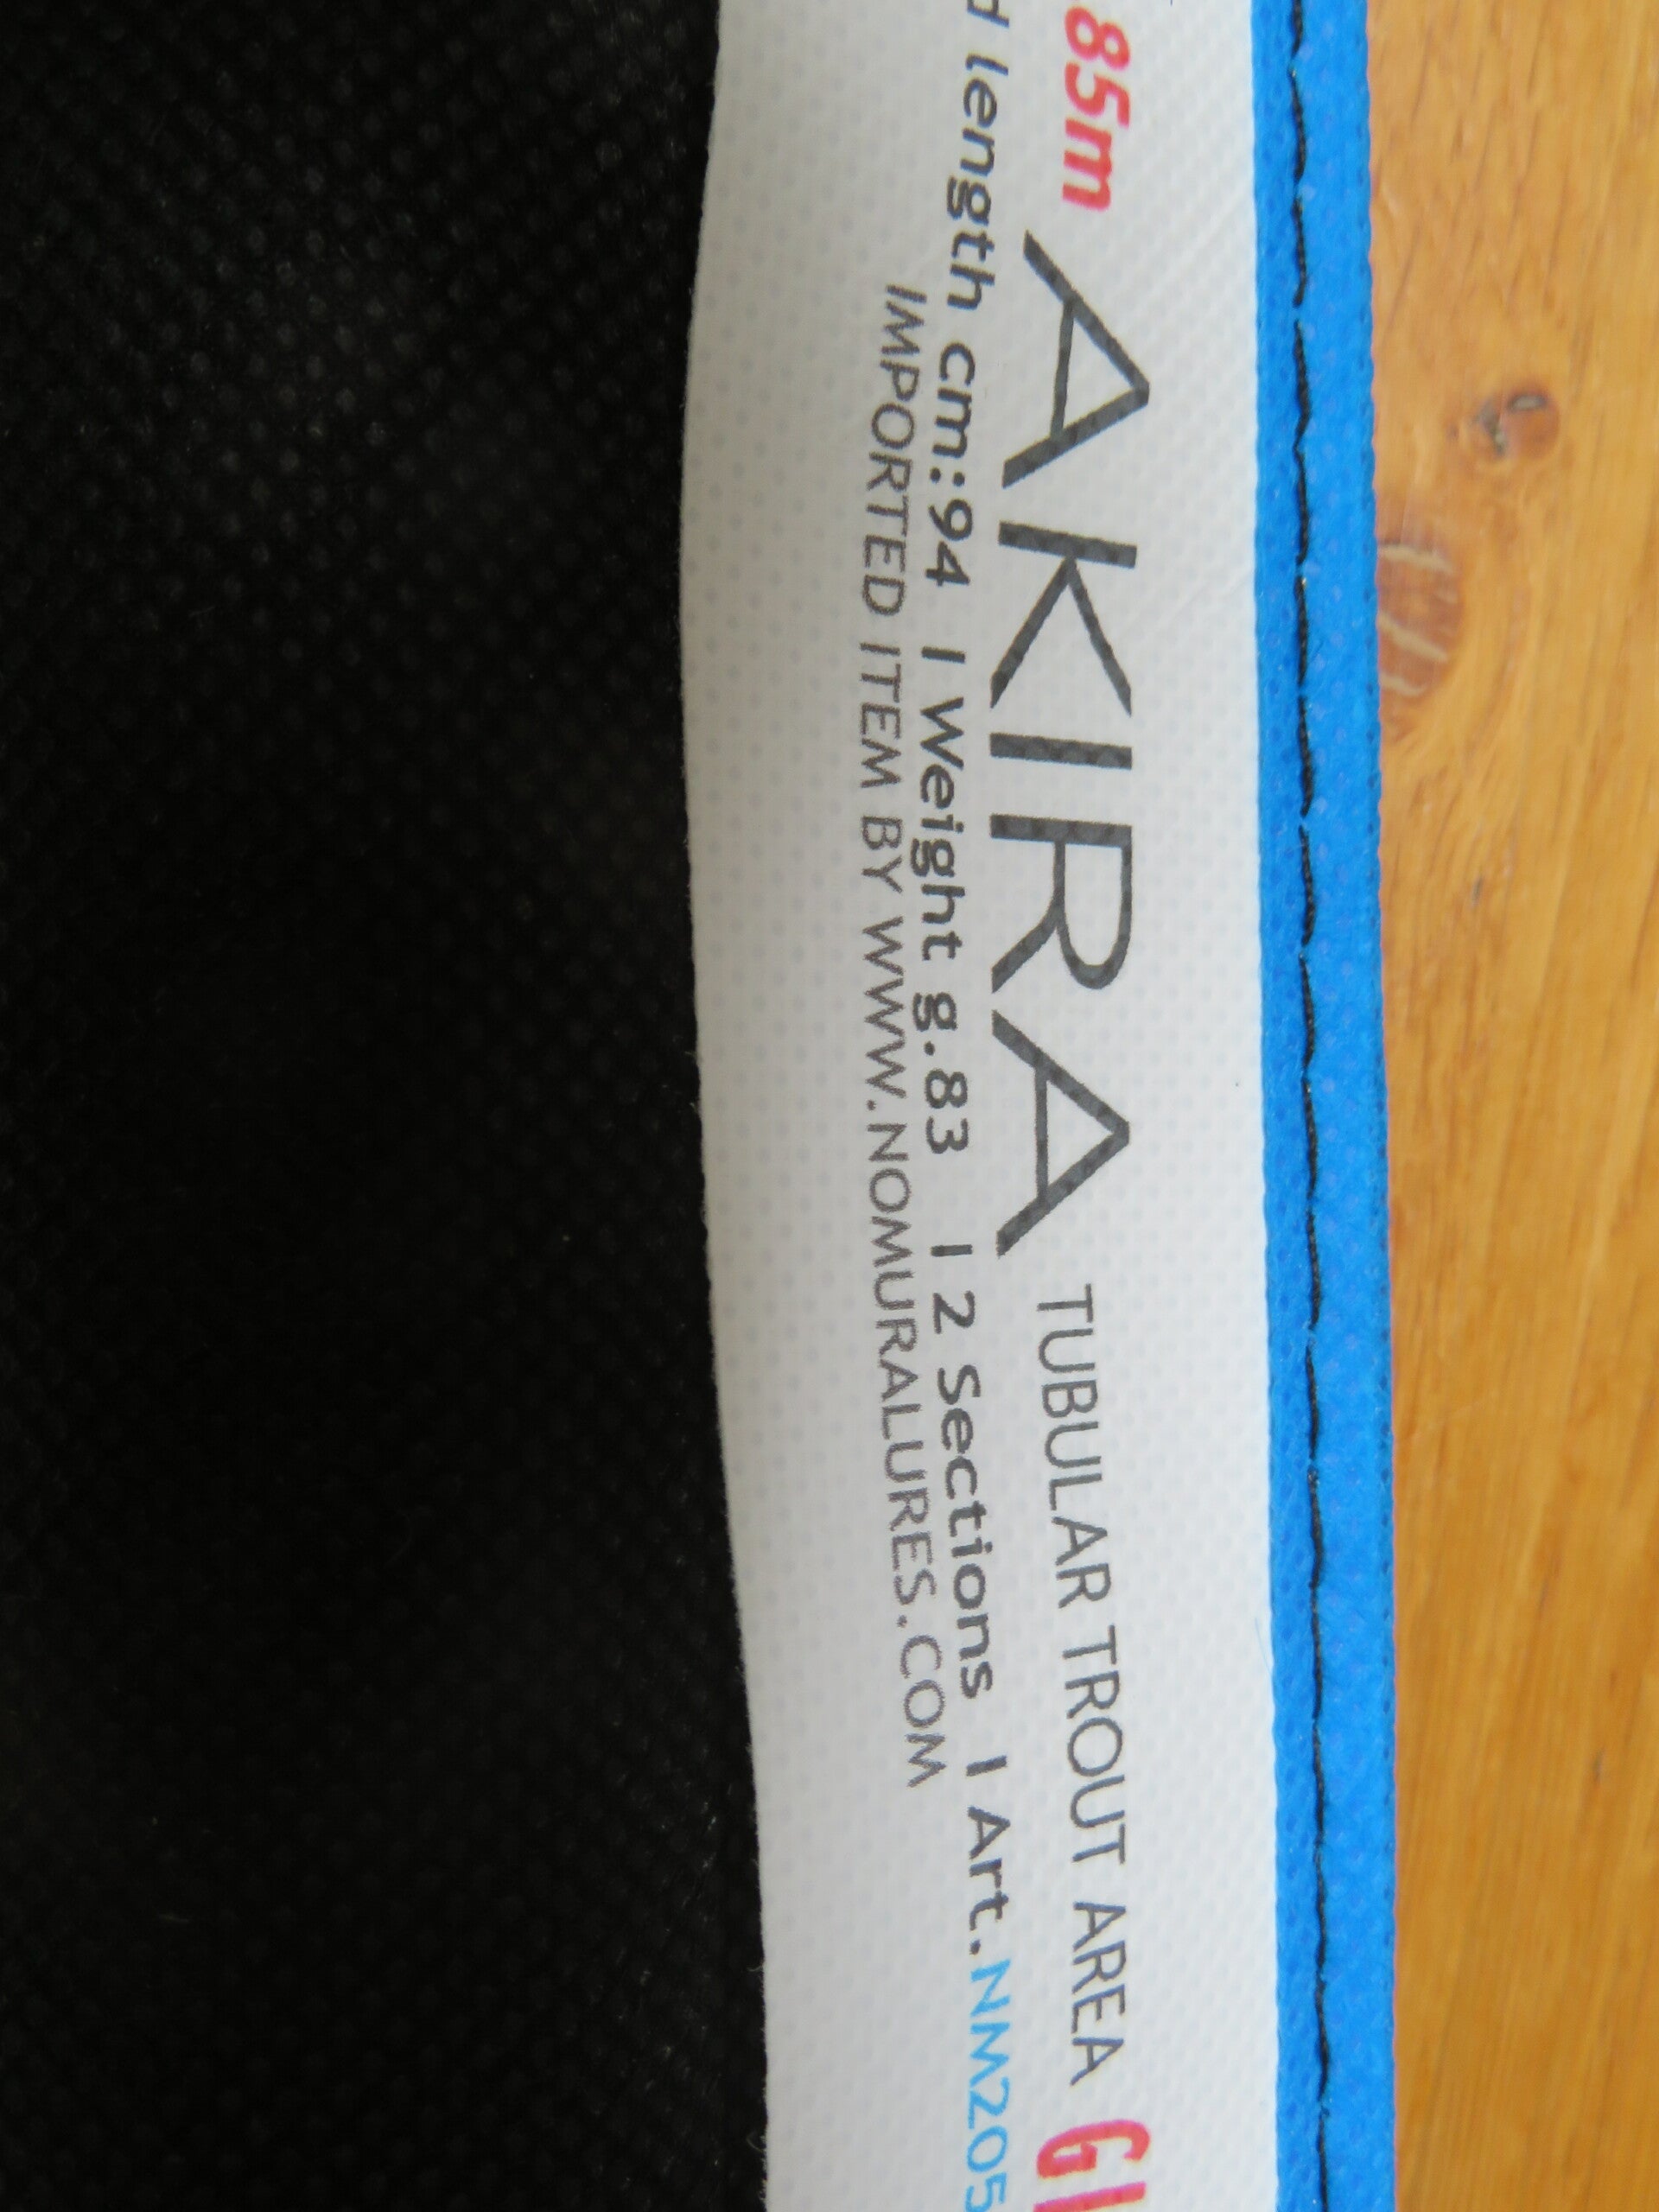 85m AKIRA TUBULAR TROUT AREA
length cm:94 | Weight g.83 | 2 Sections | Art.NM205
IMPORTED ITEM BY WWW.NOMURALURES.COM